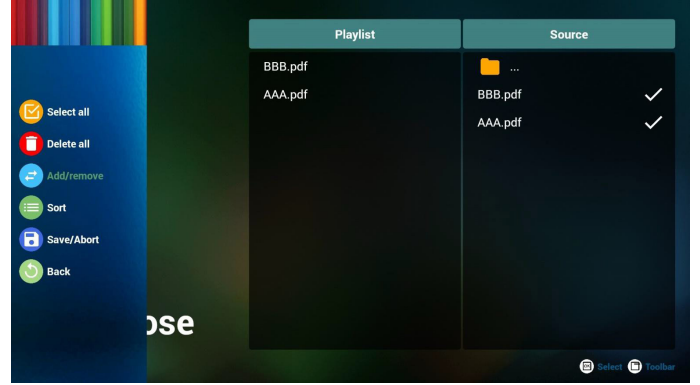 Playlist
Source
BBB.pdf
AAA.pdf
...
BBB.pdf
AAA.pdf
Select all
Delete all
Add/remove
Sort
Save/Abort
Back
ose
Select
Toolbar